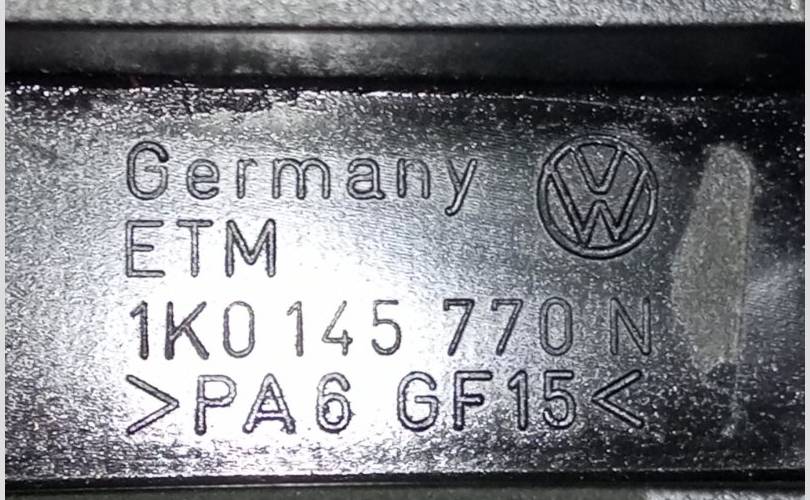 Germany
ETM
1K0 145 770 N
>PA6 GF15<